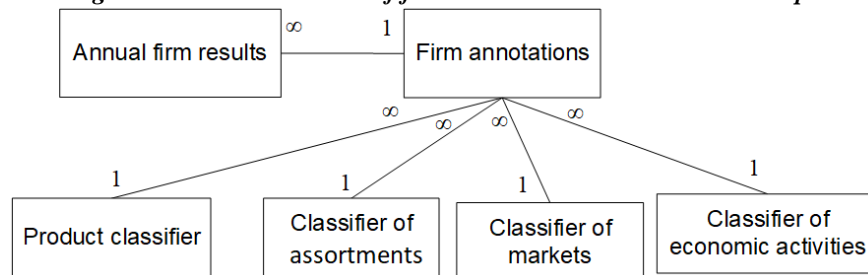 ∞
1
Annual firm results
Firm annotations
∞
∞
∞
∞
1
1
1
1
Product classifier
Classifier of
assortments
Classifier of
markets
Classifier of
economic activities